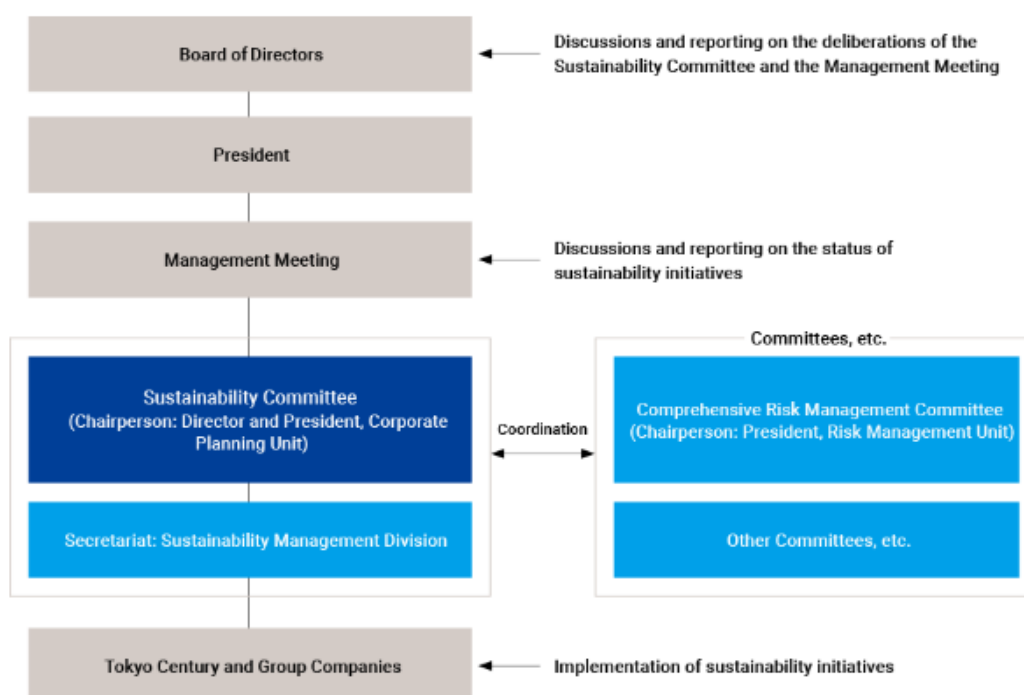 Board of Directors
Discussions and reporting on the deliberations of the
Sustainability Committee and the Management Meeting
President
Management Meeting
Discussions and reporting on the status of
sustainability initiatives
Sustainability Committee
(Chairperson: Director and President, Corporate
Planning Unit)
Secretariat: Sustainability Management Division
Coordination
Committees, etc.
Comprehensive Risk Management Committee
(Chairperson: President, Risk Management Unit)
Other Committees, etc.
Tokyo Century and Group Companies
Implementation of sustainability initiatives